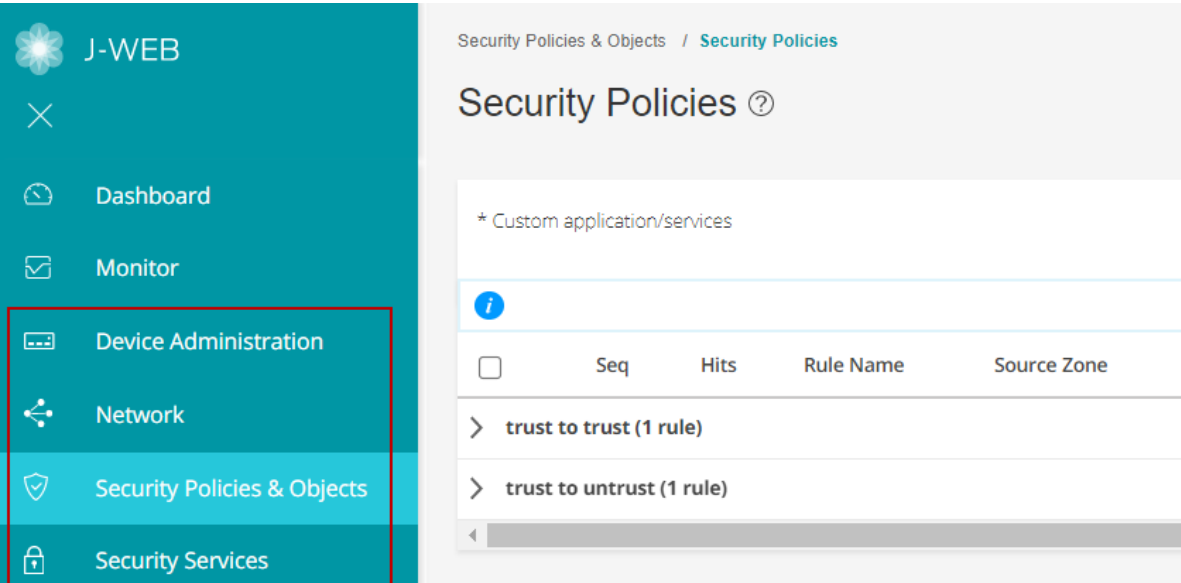 J-WEB
Dashboard
Monitor
Device Administration
Network
Security Policies & Objects
Security Services
Security Policies & Objects / Security Policies
Security Policies ?
* Custom application/services
i
Seq Hits Rule Name Source Zone
trust to trust (1 rule)
trust to untrust (1 rule)